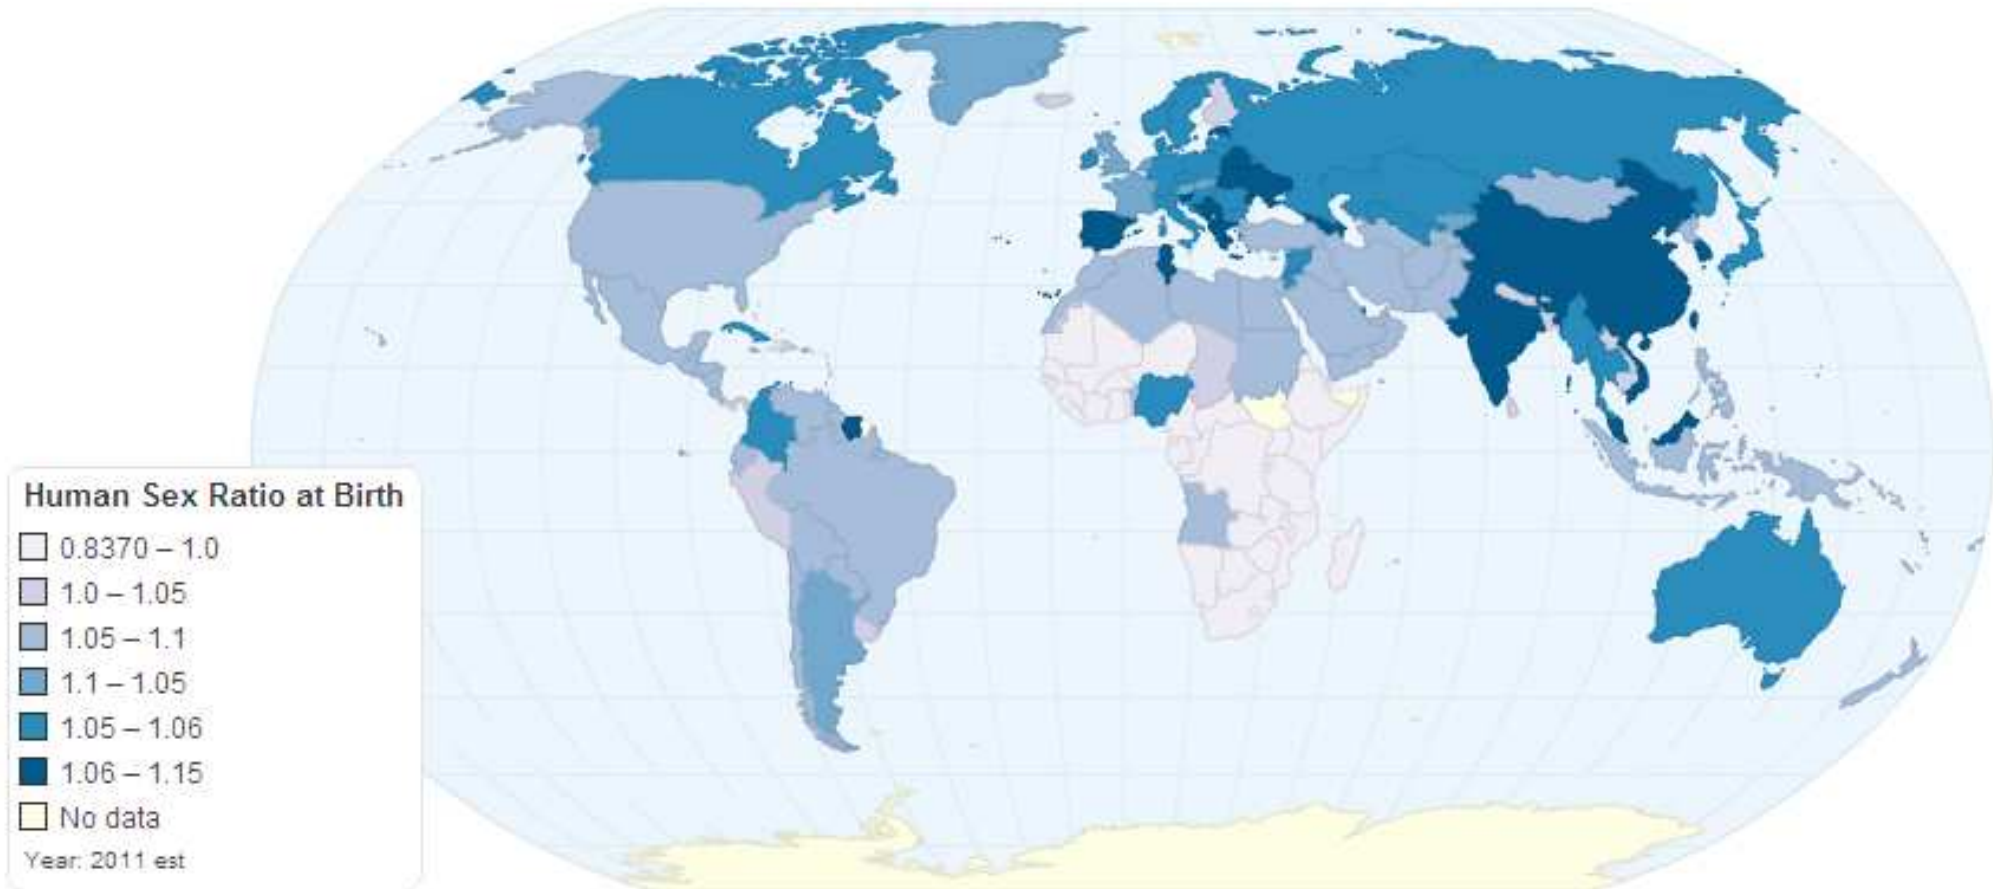 Human Sex Ratio at Birth
0.8370 – 1.0
1.0 – 1.05
1.05 – 1.1
1.1 – 1.05
1.05 – 1.06
1.06 – 1.15
No data
Year: 2011 est